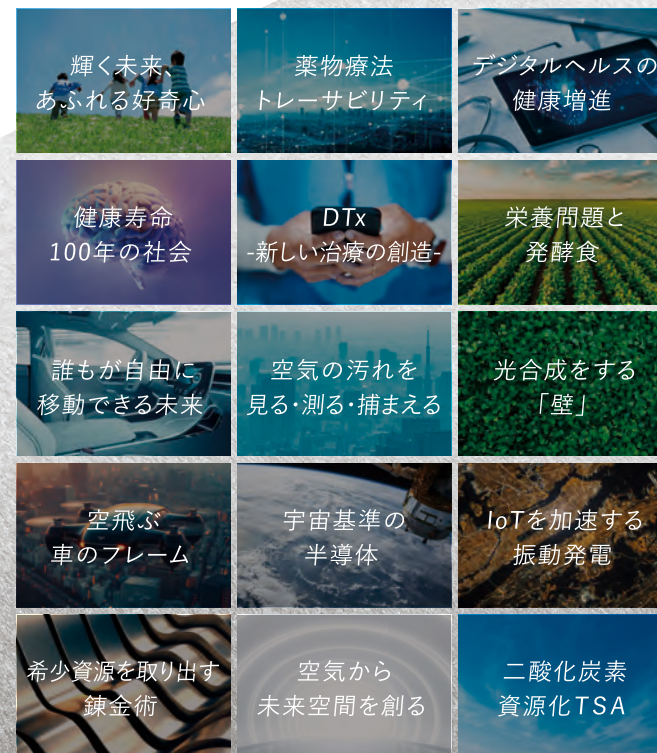 輝く未来、
あふれる好奇心
薬物療法
トレーサビリティ
デジタルヘルスの
健康増進
健康寿命
100年の社会
DTx
-新しい治療の創造-
栄養問題と
発酵食
誰もが自由に
移動できる未来
空気の汚れを
見る・測る・捕まえる
光合成をする
「壁」
空飛ぶ
車のフレーム
宇宙基準の
半導体
IoTを加速する
振動発電
希少資源を取り出す
錬金術
空気から
未来空間を創る
二酸化炭素
資源化TSA